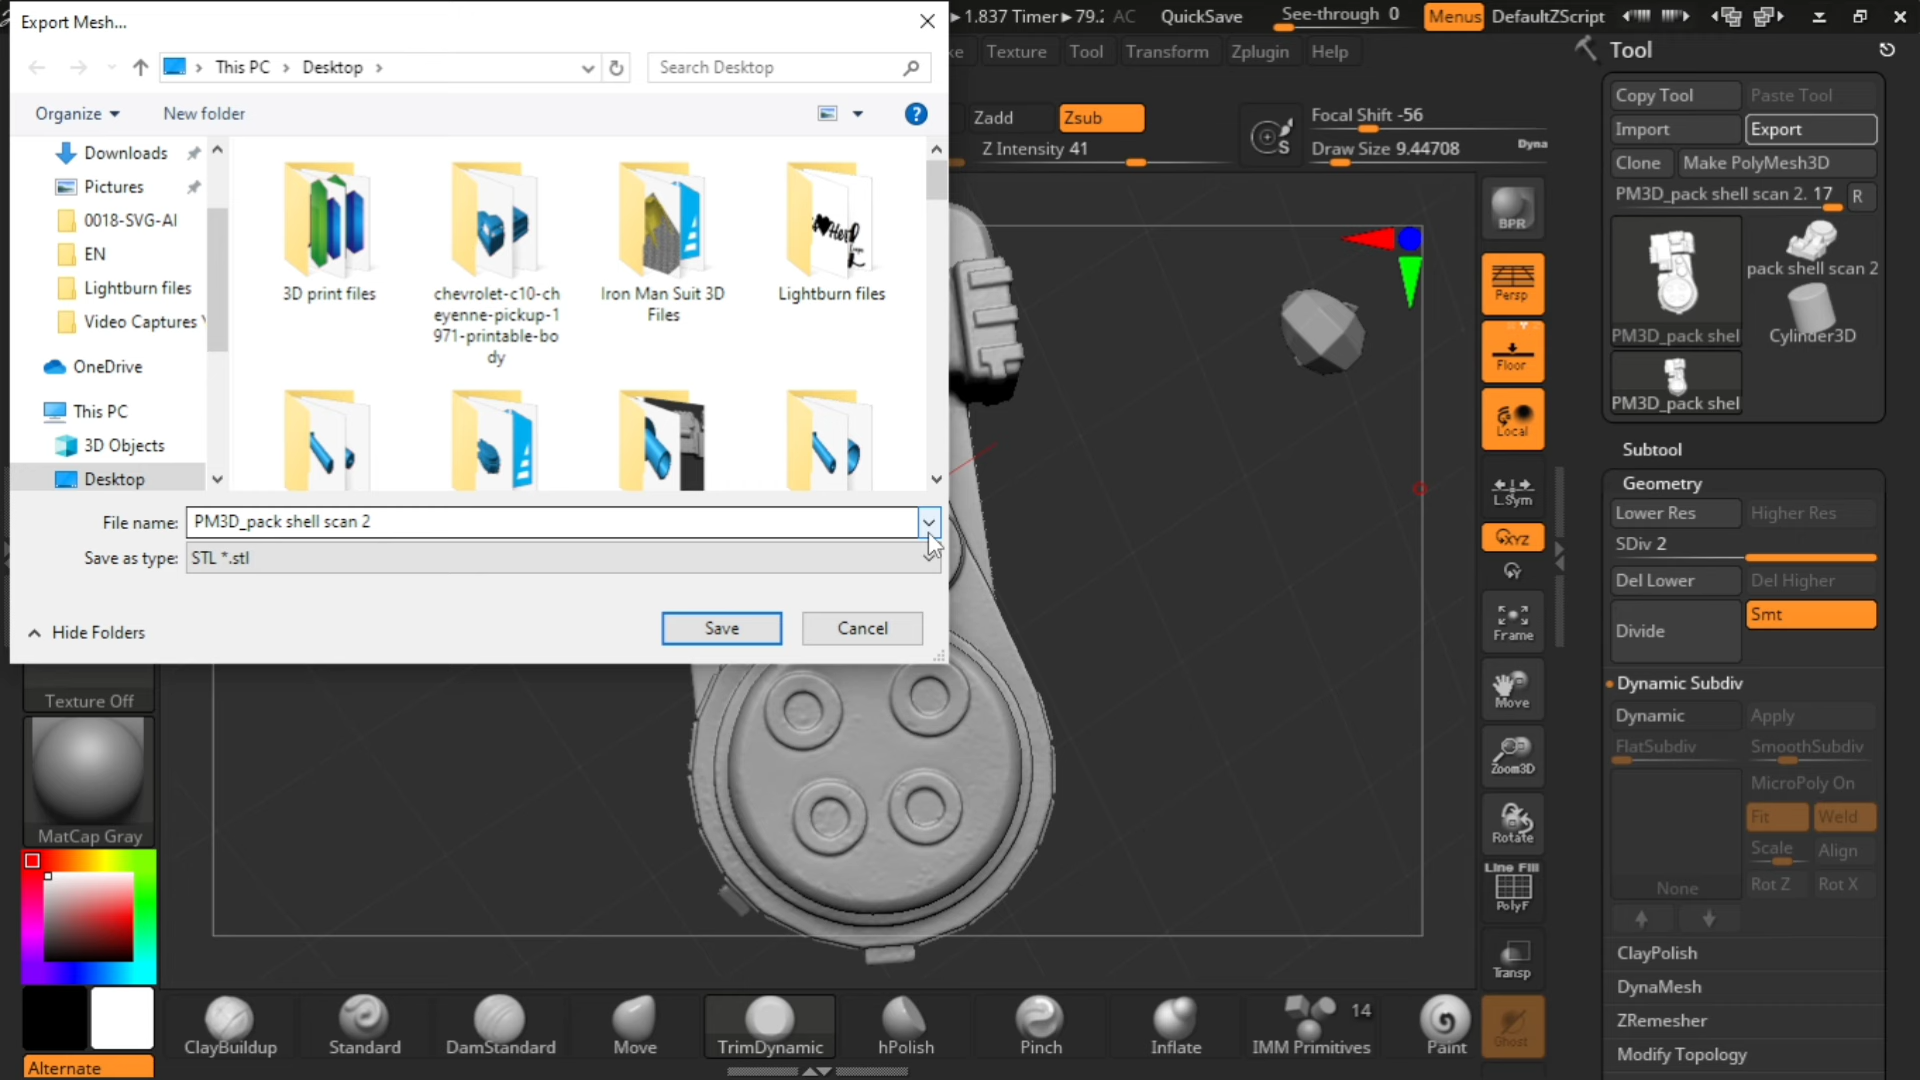 Export Mesh...
This PC
Desktop
Search Desktop
Organize
New folder
Downloads
Pictures
0018-SVG-AI
EN
Lightburn files
Video Captures
OneDrive
This PC
3D Objects
Desktop
3D print files
chevrolet-c10-ch
eyenne-pickup-1
971-printable-bo
dy
Iron Man Suit 3D
Files
Lightburn files
File name: PM3D_pack shell scan 2
Save as type: STL *.stl
Hide Folders
Save
Cancel
1.837 Timer▶79.
AC
QuickSave
See-through 0
Menus
DefaultZScript
Texture
Tool
Transform
Zplugin
Help
Zadd
Zsub
Z Intensity 41
S
Focal Shift -56
Draw Size 9.44708
Dyna
Tool
Copy Tool
Paste Tool
Import
Export
Clone
Make PolyMesh3D
PM3D_pack shell scan 2. 17
R
pack shell scan 2
PM3D_pack shel
Cylinder3D
PM3D_pack shel
Subtool
Geometry
Lower Res
Higher Res
SDiv 2
Del Lower
Del Higher
Divide
Smt
Dynamic Subdiv
Dynamic
Apply
FlatSubdiv
SmoothSubdiv
MicroPoly On
Fit
Weld
Scale
Align
None
Rot Z
Rot X
ClayPolish
DynaMesh
ZRemesher
Modify Topology
BPR
Persp
Floor
Local
L.Sym
XYZ
Frame
Move
Zoom3D
Rotate
Line Fill
PolyF
Transp
Ghost
Texture Off
MatCap Gray
Alternate
ClayBuildup
Standard
DamStandard
Move
TrimDynamic
hPolish
Pinch
Inflate
14
IMM Primitives
Paint